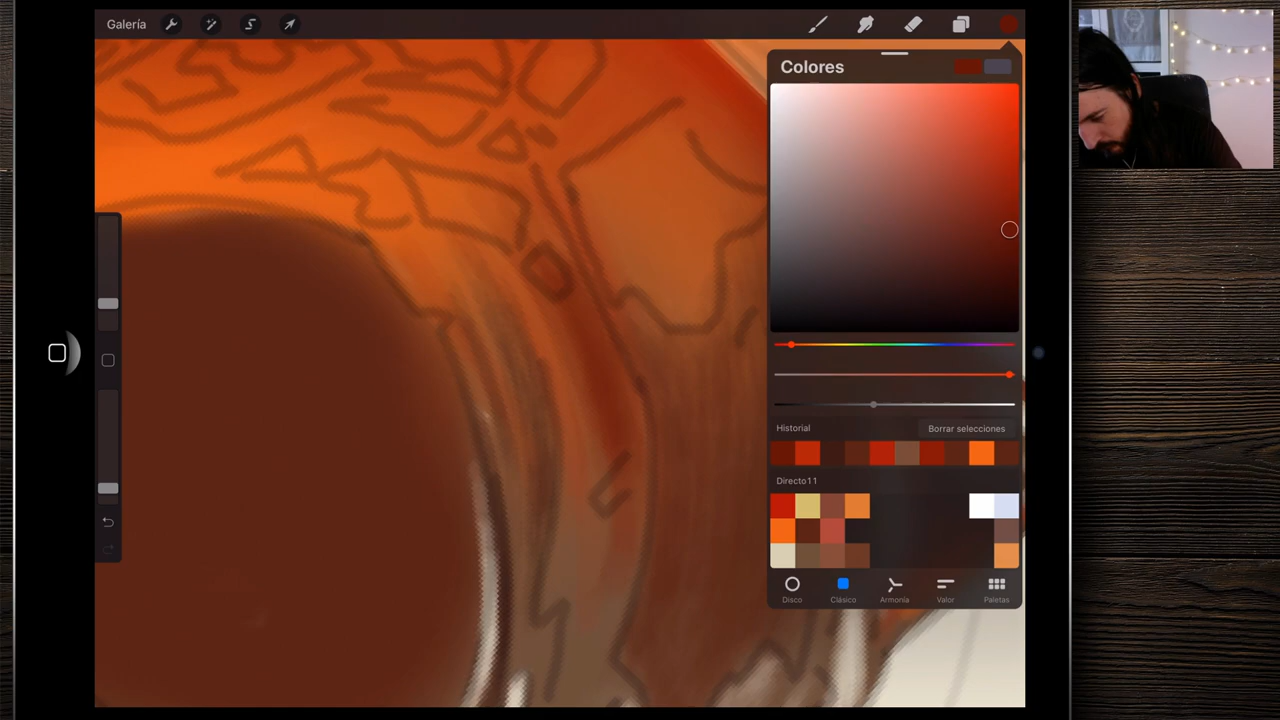 Galería
Colores
Historial
Borrar selecciones
Directo11
Disco
Clásico
Armonía
Valor
Paletas